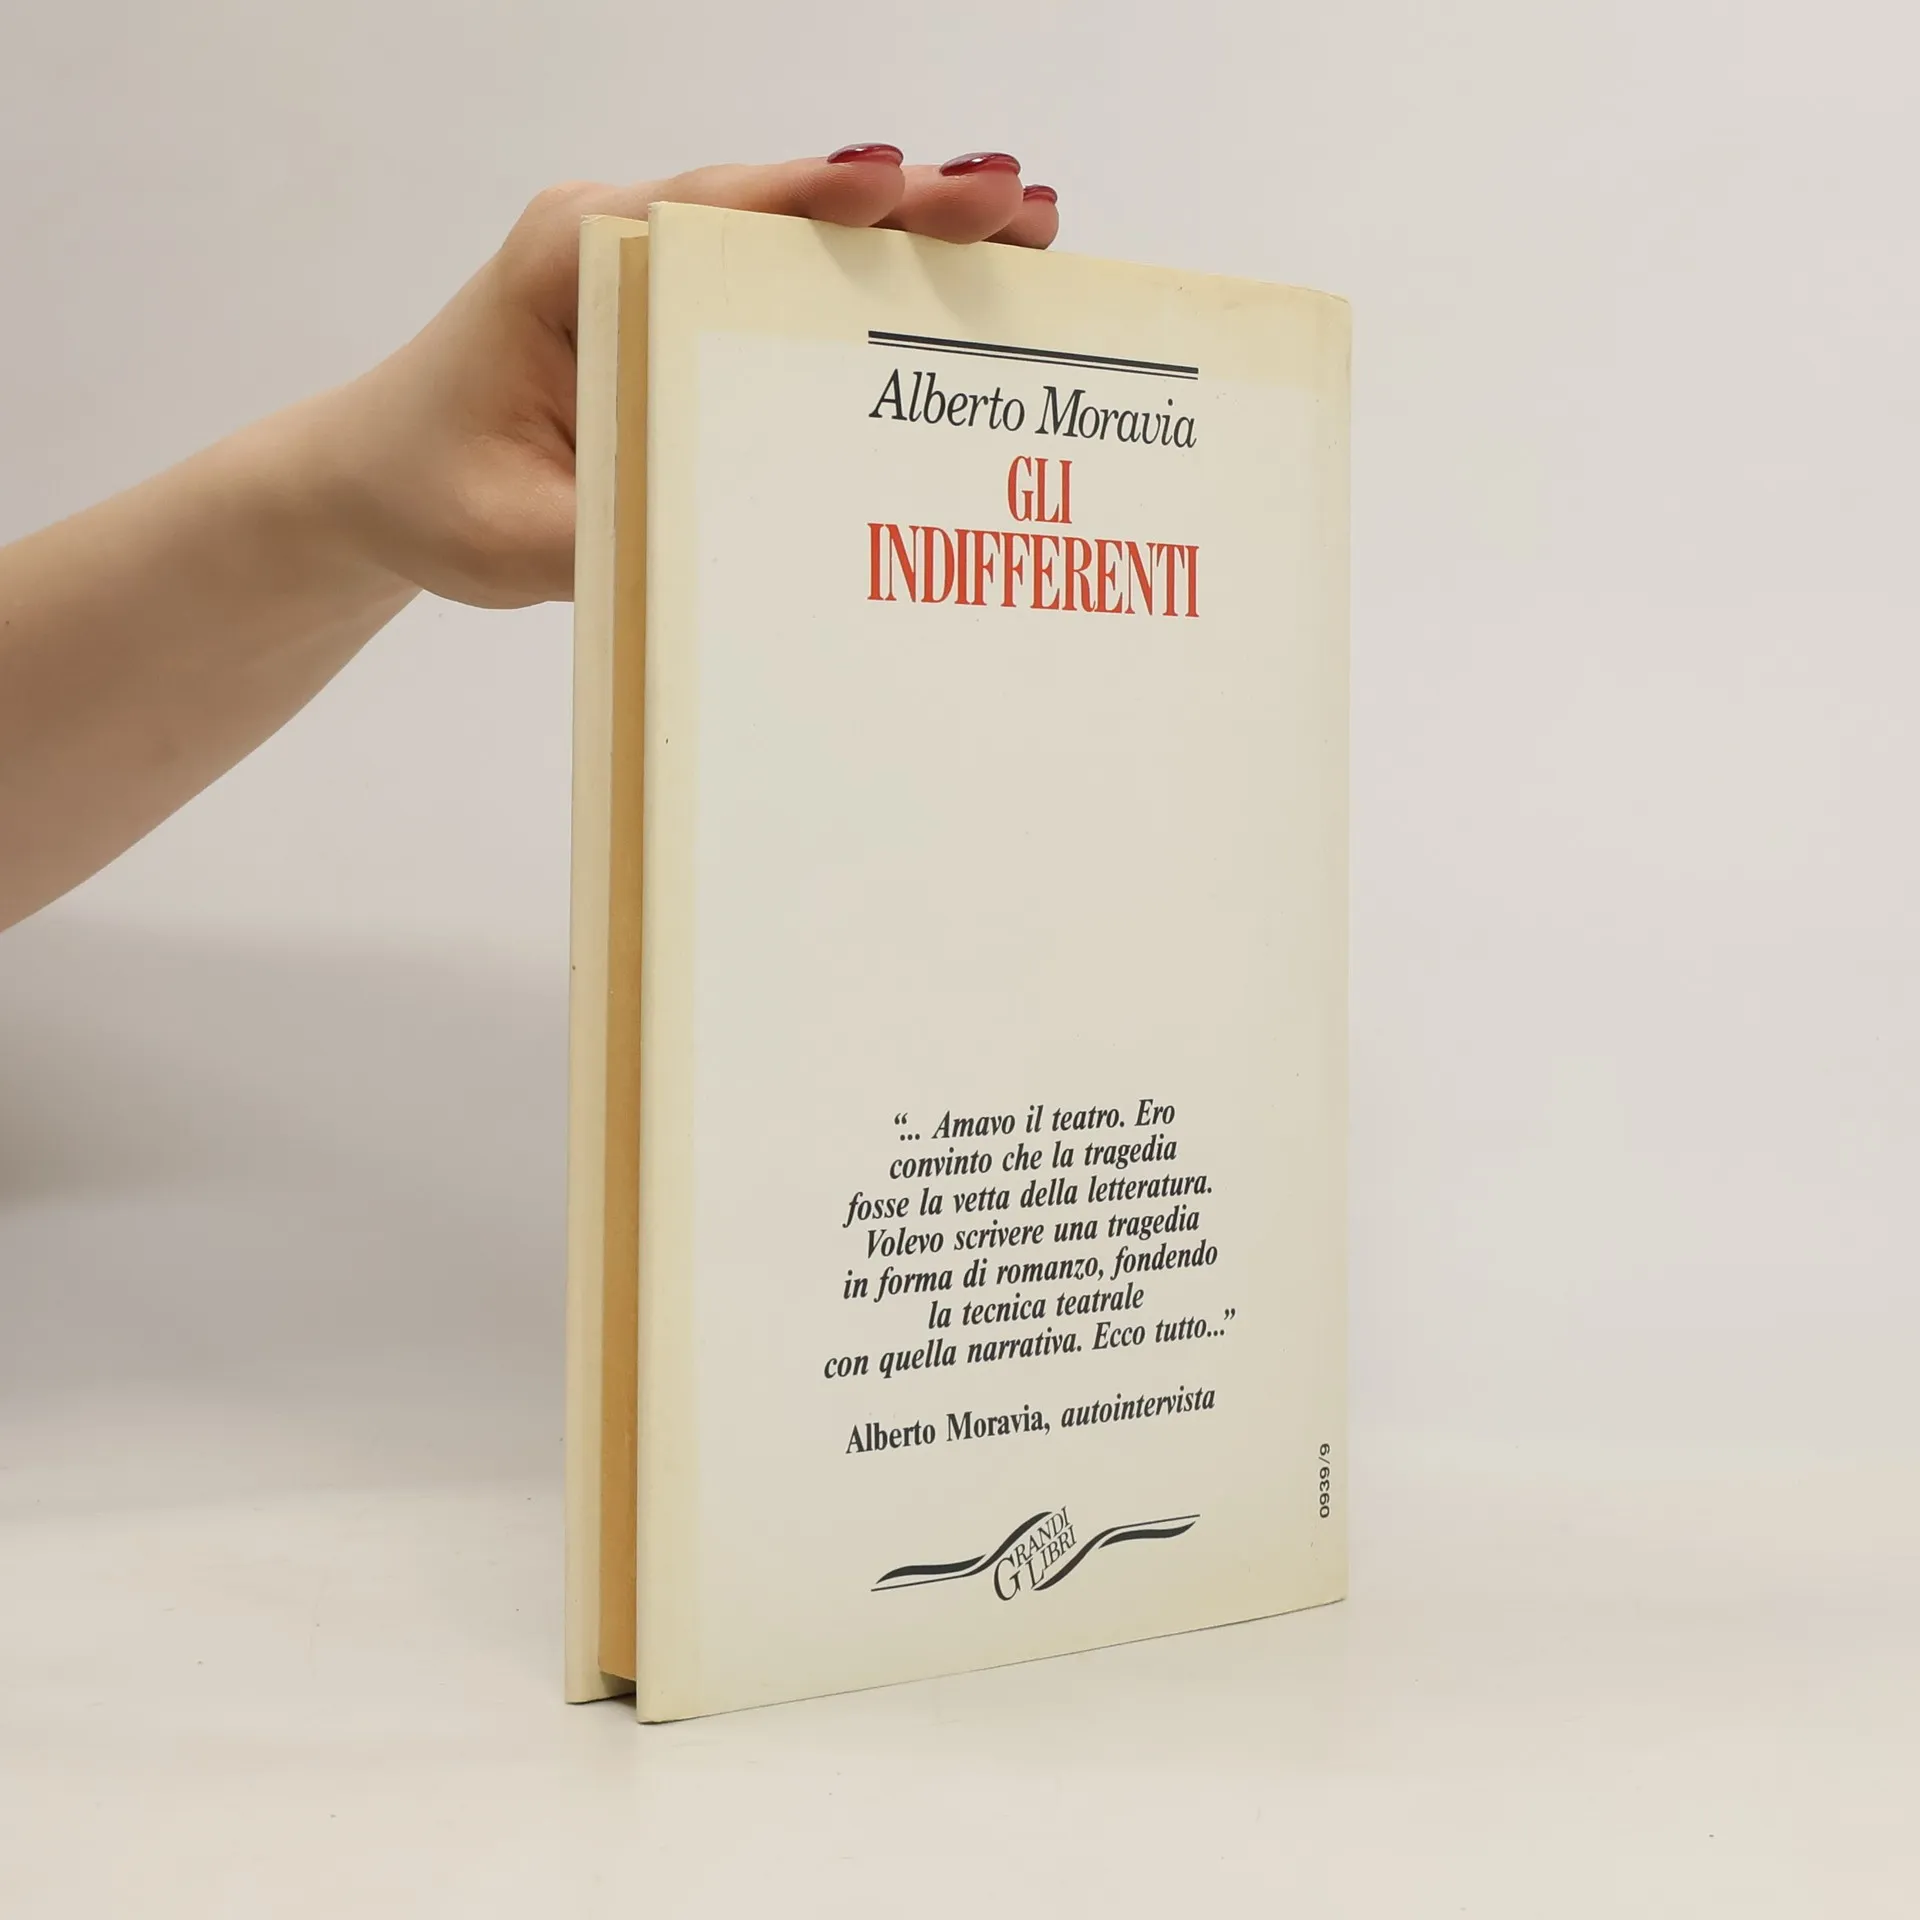 Alberto Moravia
GLI
INDIFFERENTI
“... Amavo il teatro. Ero
convinto che la tragedia
fosse la vetta della letteratura.
Volevo scrivere una tragedia
in forma di romanzo, fondendo
la tecnica teatrale
con quella narrativa. Ecco tutto...”
Alberto Moravia, autointervista
0939/9
GRANDI
LIBRI